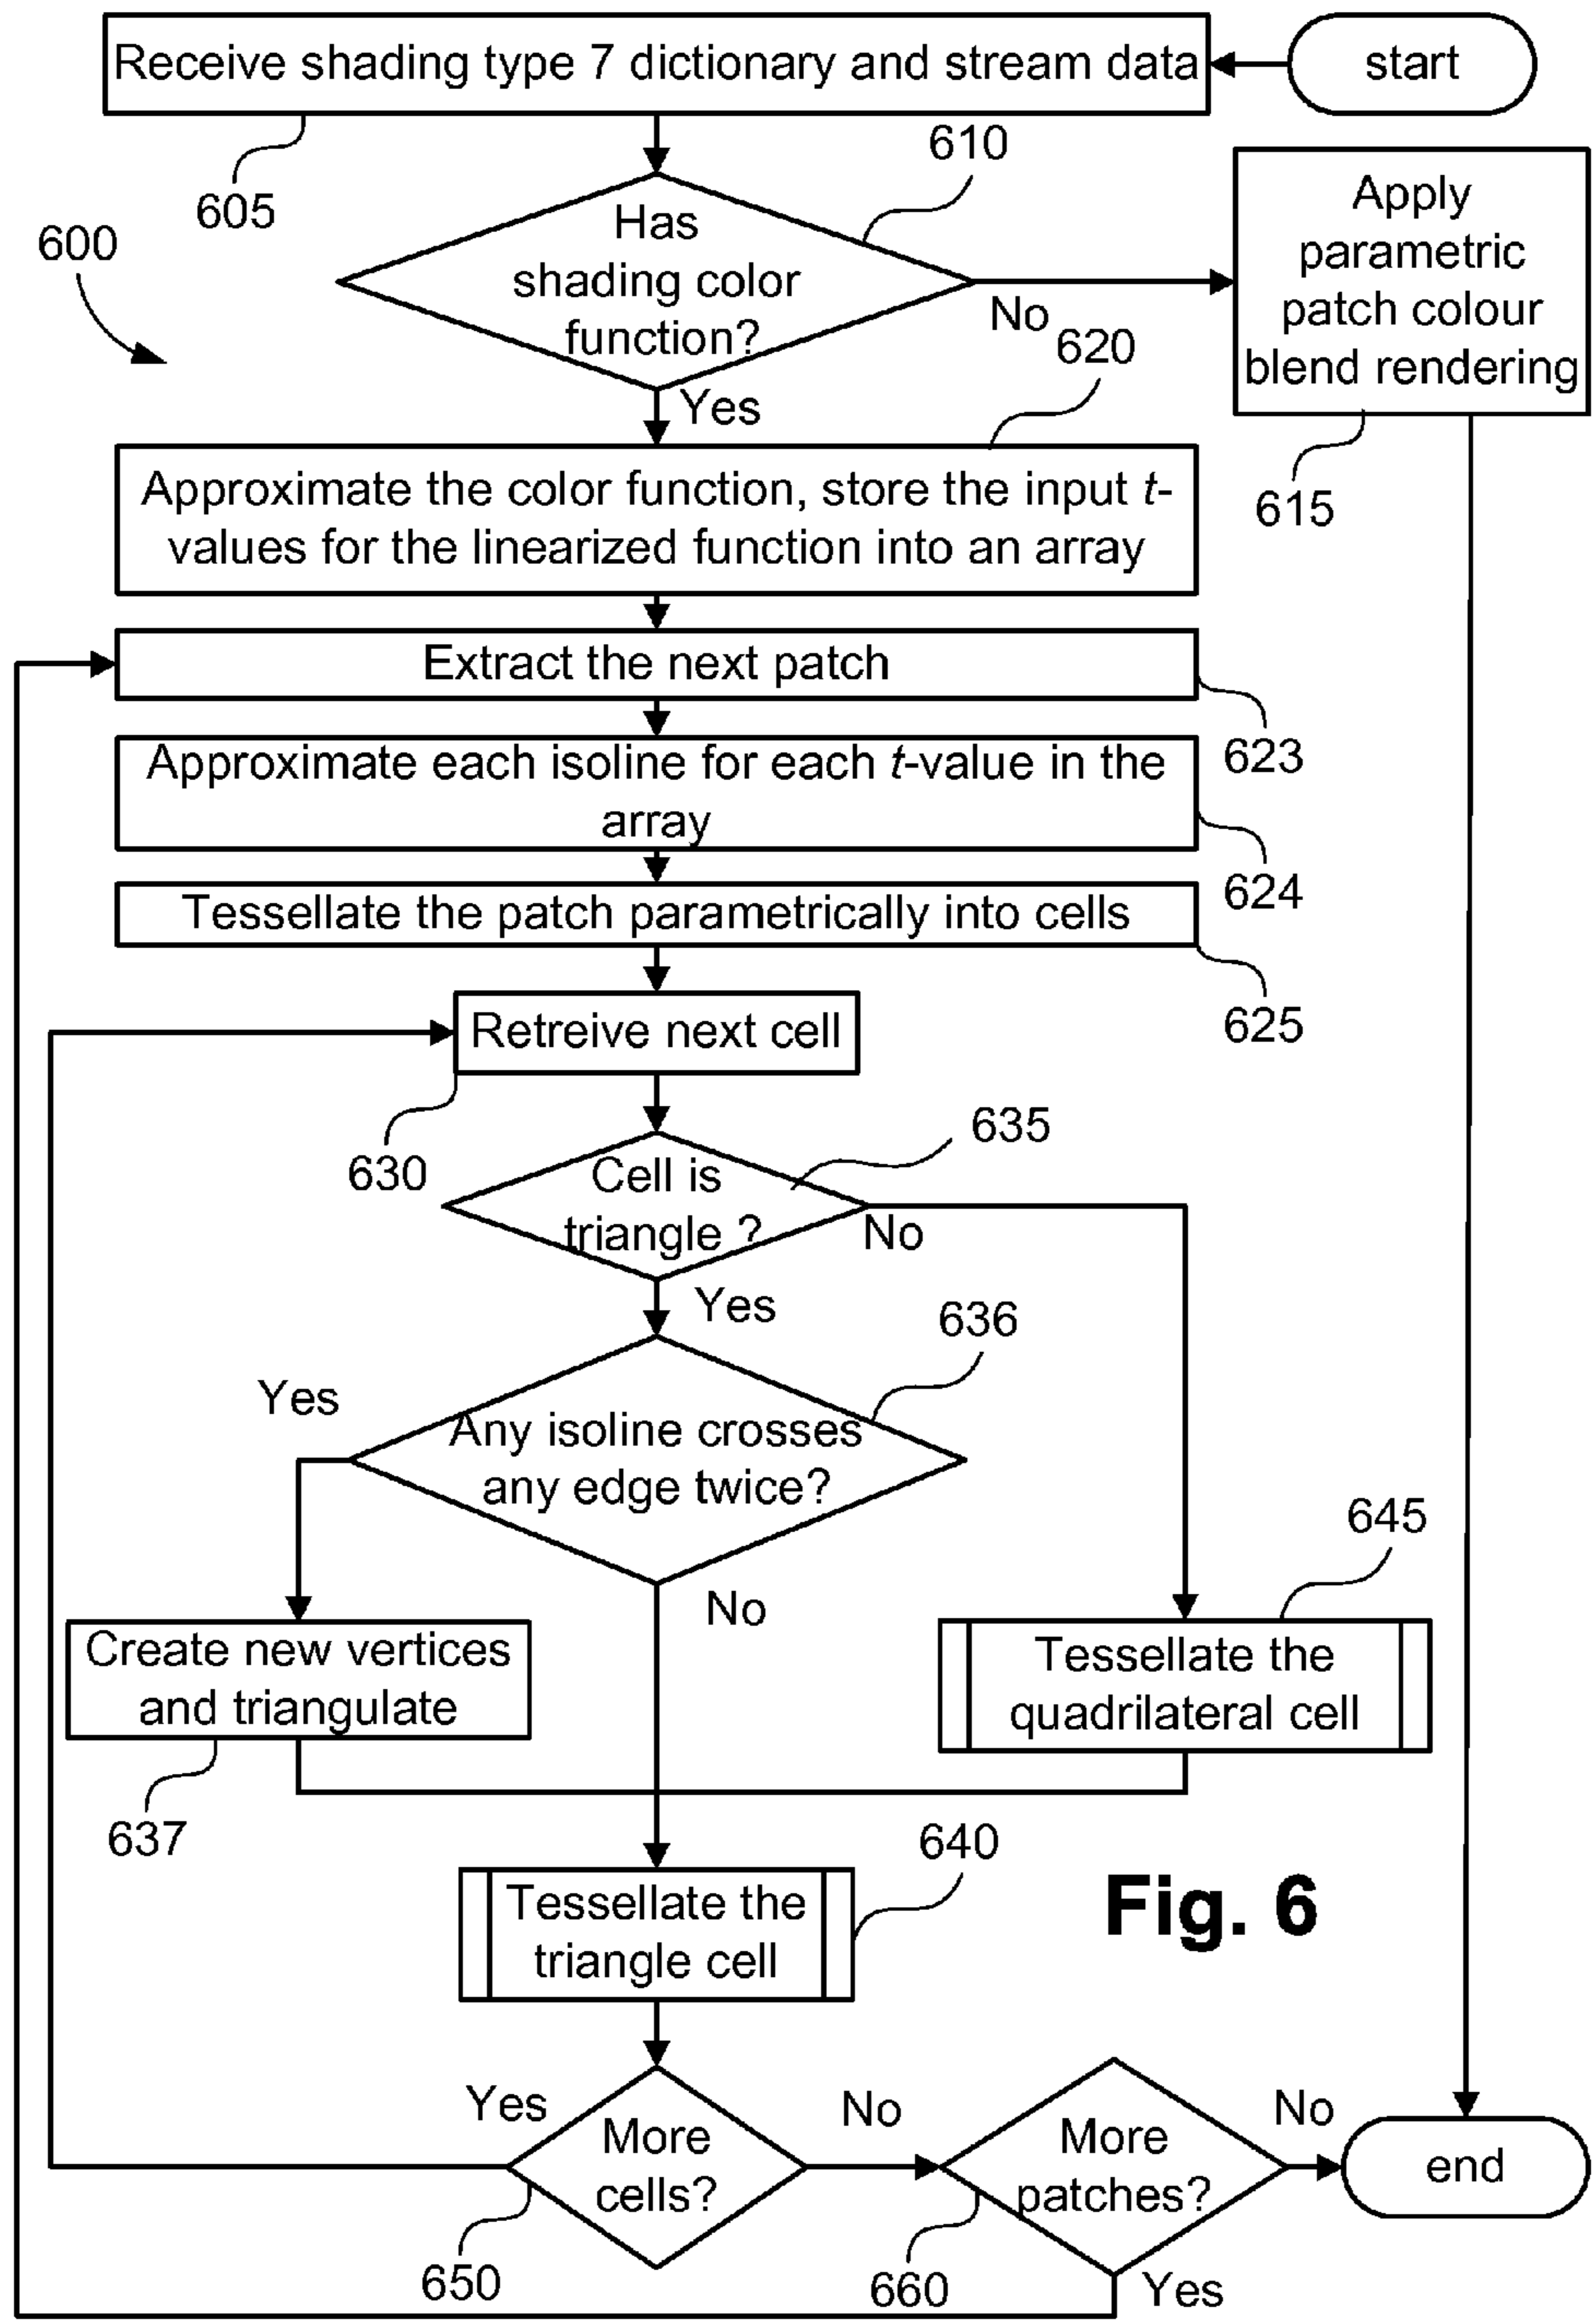 Receive shading type 7 dictionary and stream data
start
605
610
600
Has
shading color
function?
No
Yes
Apply
parametric
patch colour
blend rendering
615
620
Approximate the color function, store the input t-
values for the linearized function into an array
Extract the next patch
623
Approximate each isoline for each t-value in the
array
624
Tessellate the patch parametrically into cells
625
Retreive next cell
630
635
Cell is
triangle ?
No
Yes
636
Any isoline crosses
any edge twice?
Yes
No
645
Create new vertices
and triangulate
637
Tessellate the
quadrilateral cell
640
Tessellate the
triangle cell
Fig. 6
Yes
More
cells?
No
650
More
patches?
No
660
Yes
end